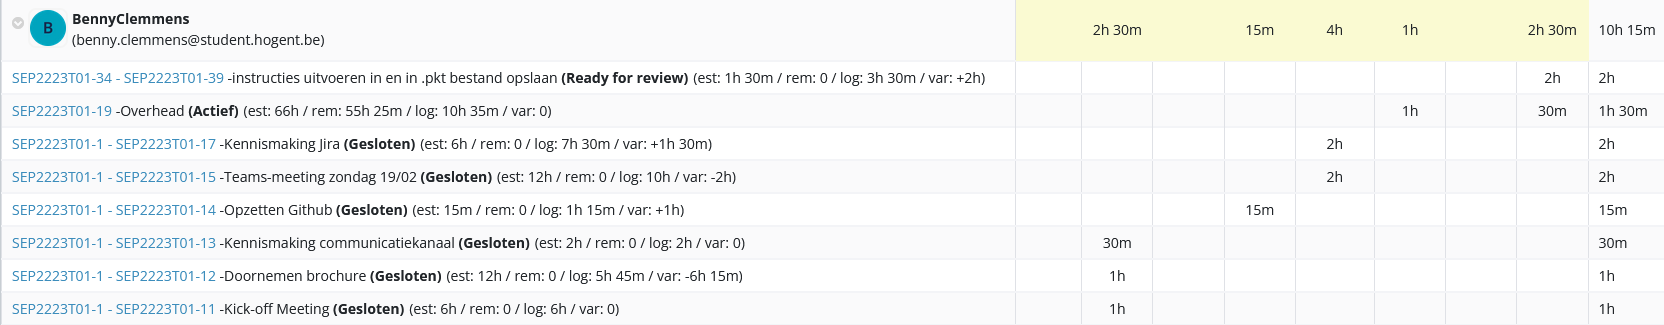 B BennyClemmens
(benny.clemmens@student.hogent.be) 2h 30m 15m 4h 1h 2h 30m 10h 15m
SEP2223T01-34 - SEP2223T01-39 -instructies uitvoeren in en in .pkt bestand opslaan (Ready for review) (est: 1h 30m / rem: 0 / log: 3h 30m / var: +2h) 2h 2h
SEP2223T01-19 -Overhead (Actief) (est: 66h / rem: 55h 25m / log: 10h 35m / var: 0) 1h 30m 1h 30m
SEP2223T01-1 - SEP2223T01-17 -Kennismaking Jira (Gesloten) (est: 6h / rem: 0 / log: 7h 30m / var: +1h 30m) 2h 2h
SEP2223T01-1 - SEP2223T01-15 -Teams-meeting zondag 19/02 (Gesloten) (est: 12h / rem: 0 / log: 10h / var: -2h) 2h 2h
SEP2223T01-1 - SEP2223T01-14 -Opzetten Github (Gesloten) (est: 15m / rem: 0 / log: 1h 15m / var: +1h) 15m 15m
SEP2223T01-1 - SEP2223T01-13 -Kennismaking communicatiekanaal (Gesloten) (est: 2h / rem: 0 / log: 2h / var: 0) 30m 30m
SEP2223T01-1 - SEP2223T01-12 -Doornemen brochure (Gesloten) (est: 12h / rem: 0 / log: 5h 45m / var: -6h 15m) 1h 1h
SEP2223T01-1 - SEP2223T01-11 -Kick-off Meeting (Gesloten) (est: 6h / rem: 0 / log: 6h / var: 0) 1h 1h